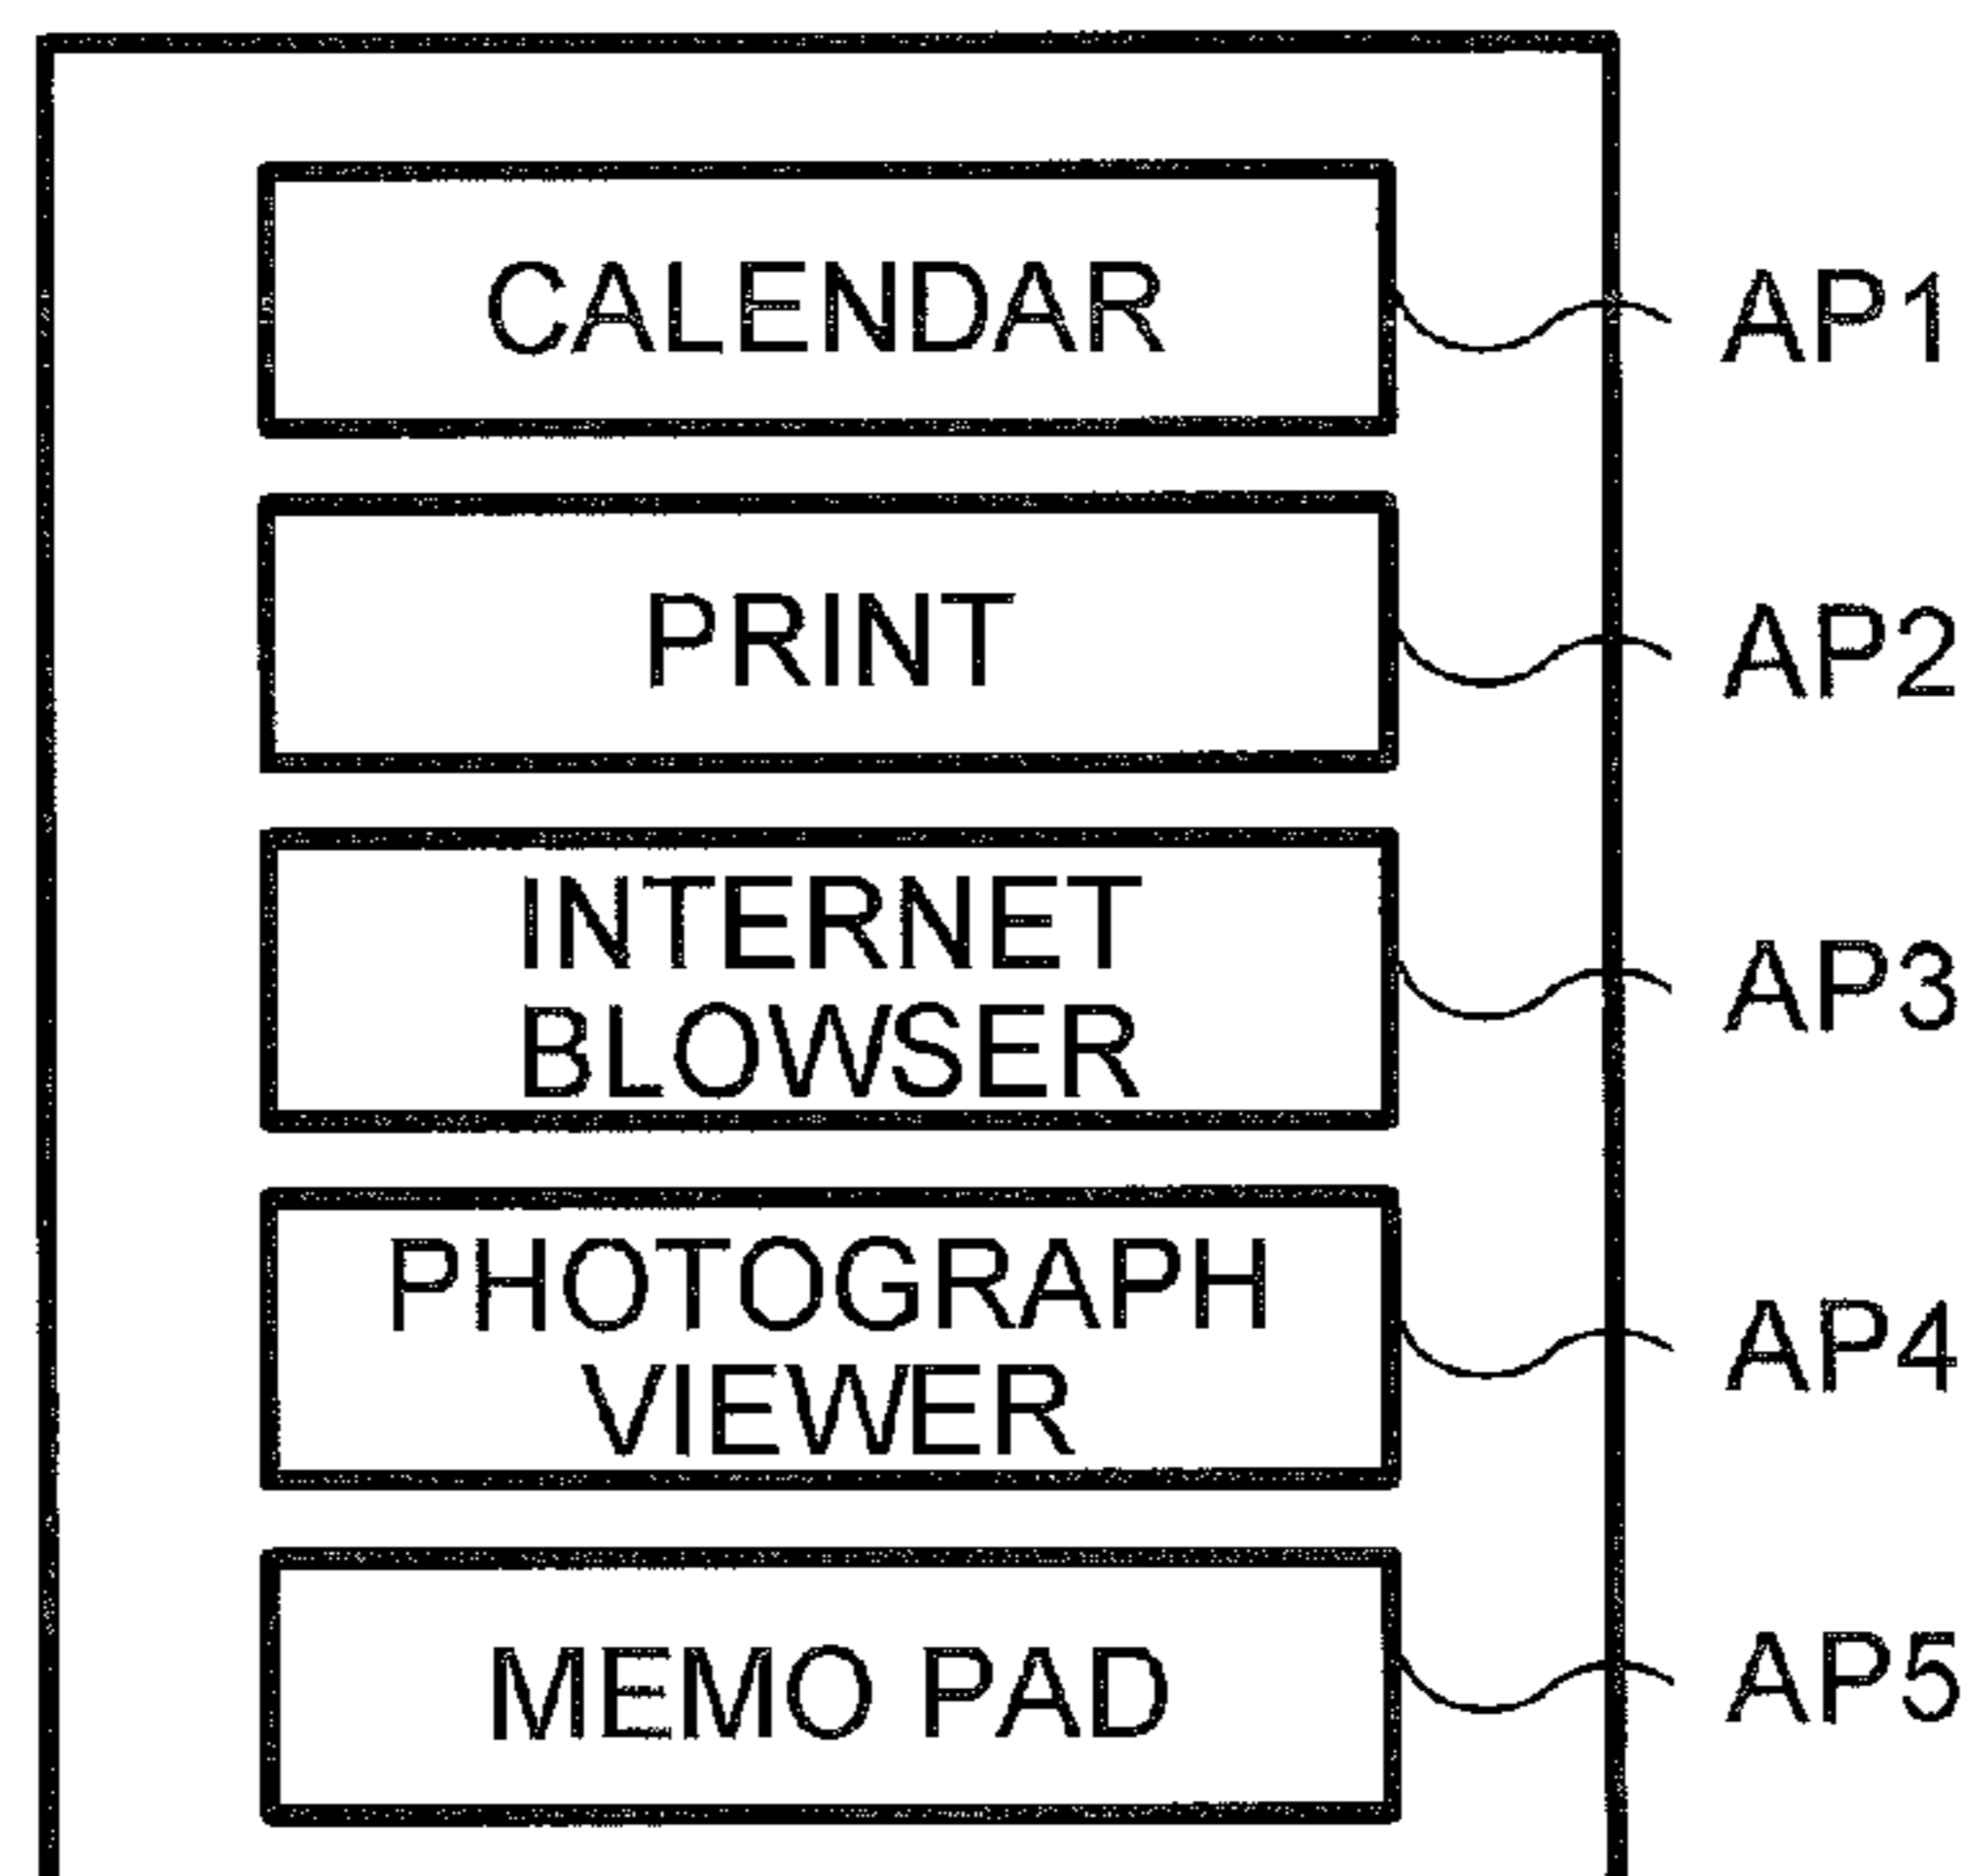 CALENDAR AP1
PRINT AP2
INTERNET
BLOWSER AP3
PHOTOGRAPH
VIEWER AP4
MEMO PAD AP5